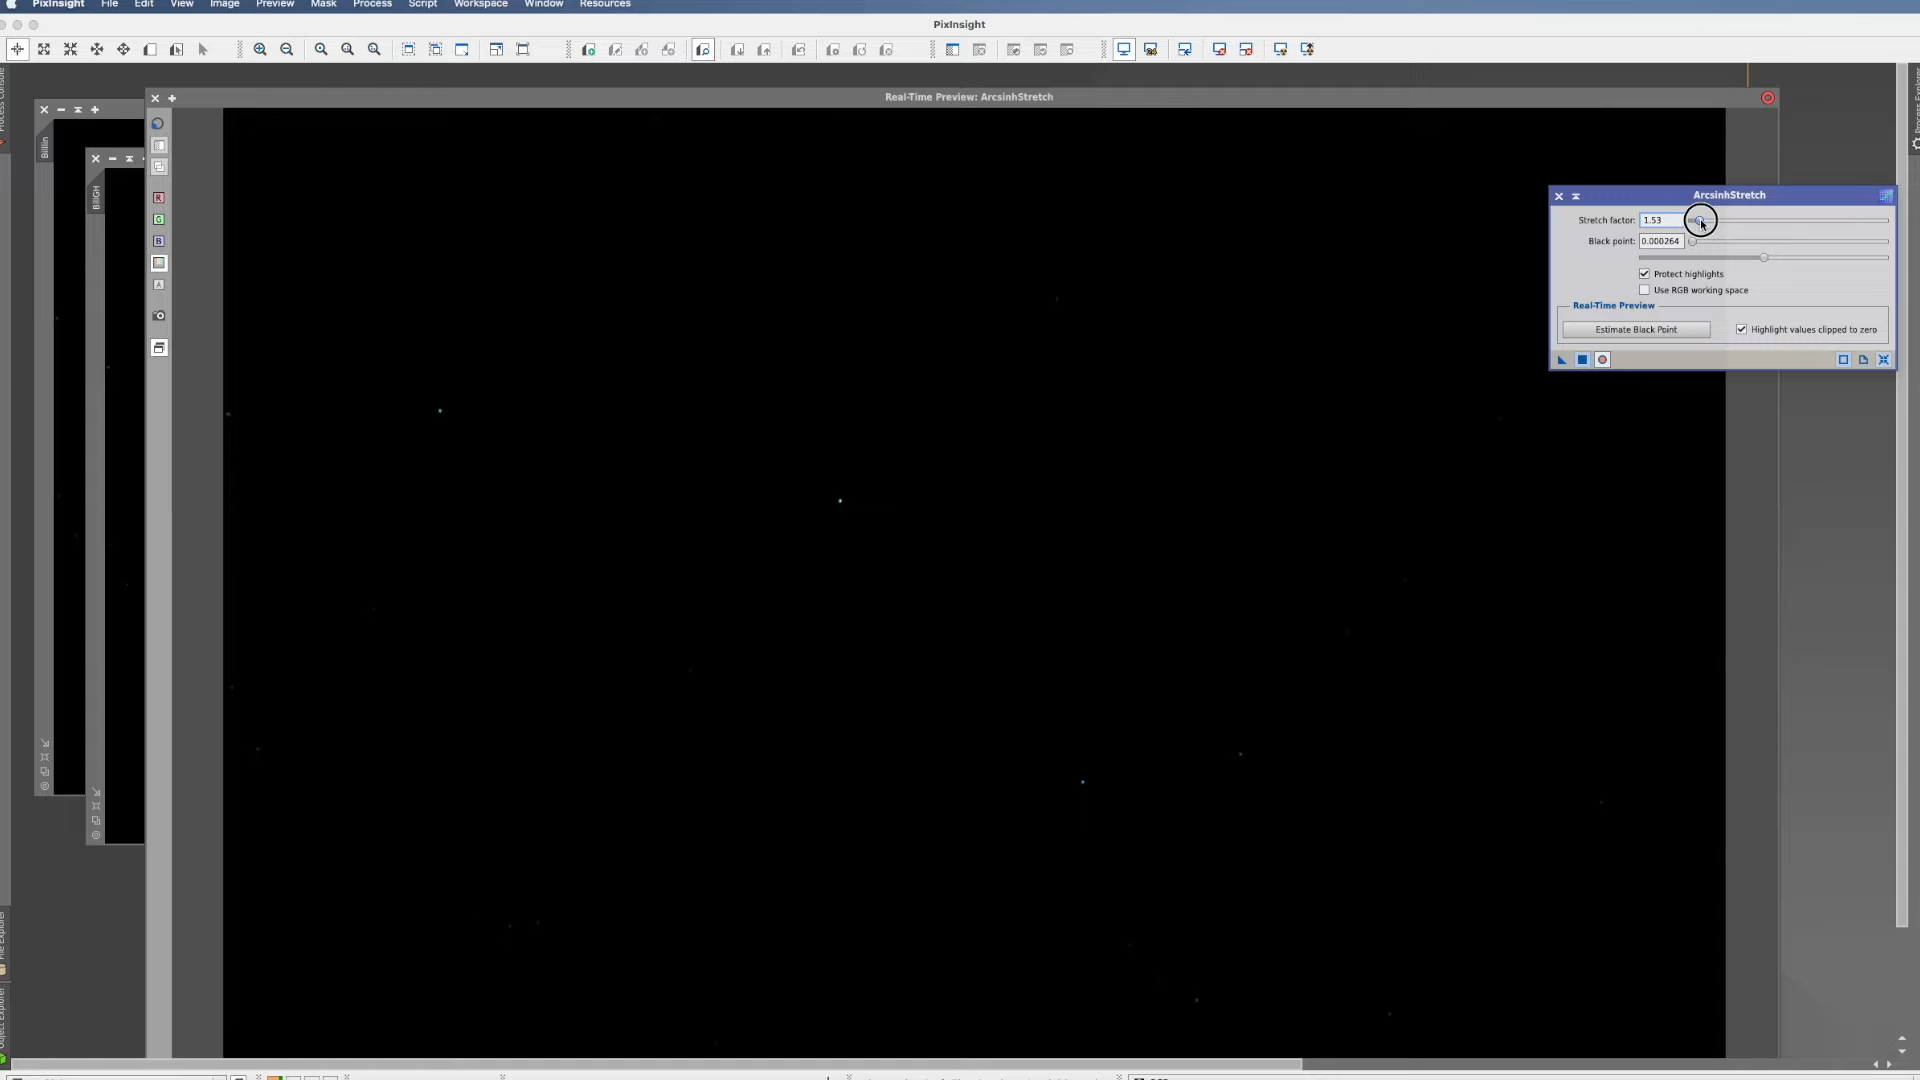 PixInsight File Edit View Image Preview Mask Process Script Workspace Window Resources
PixInsight
Real-Time Preview: ArcsinhStretch
R
G
B
A
ArcsinhStretch
Stretch factor: 1.53
Black point: 0.000264
Protect highlights
Use RGB working space
Real-Time Preview
Estimate Black Point
Highlight values clipped to zero